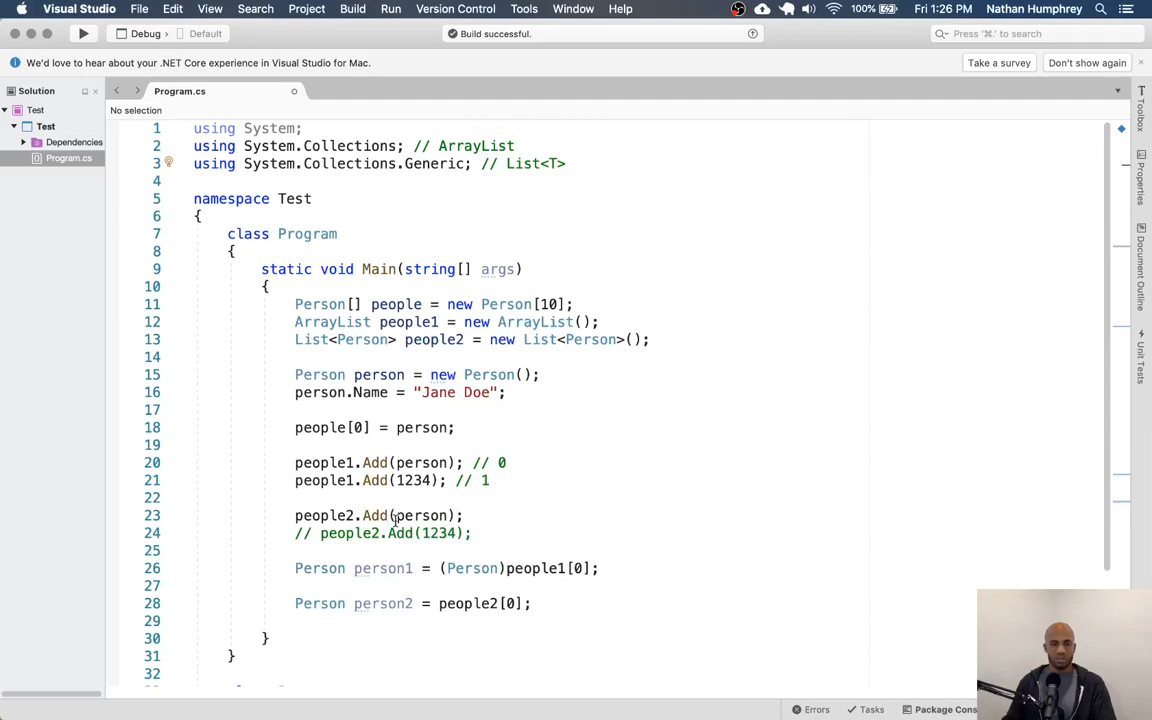 Visual Studio File Edit View Search Project Build Run Version Control Tools Window Help 100% Fri 1:26 PM Nathan Humphrey
Debug › Default Build successful. Press '⌘.' to search
We'd love to hear about your .NET Core experience in Visual Studio for Mac. Take a survey Don't show again
Solution
Program.cs
No selection
Test
Test
Dependencies
Program.cs
1 using System;
2 using System.Collections; // ArrayList
3 using System.Collections.Generic; // List<T>
4
5 namespace Test
6 {
7 class Program
8 {
9 static void Main(string[] args)
10 {
11 Person[] people = new Person[10];
12 ArrayList people1 = new ArrayList();
13 List<Person> people2 = new List<Person>();
14
15 Person person = new Person();
16 person.Name = "Jane Doe";
17
18 people[0] = person;
19
20 people1.Add(person); // 0
21 people1.Add(1234); // 1
22
23 people2.Add(person);
24 // people2.Add(1234);
25
26 Person person1 = (Person)people1[0];
27
28 Person person2 = people2[0];
29
30 }
31 }
32
Toolbox
Properties
Document Outline
Unit Tests
Errors Tasks Package Cons